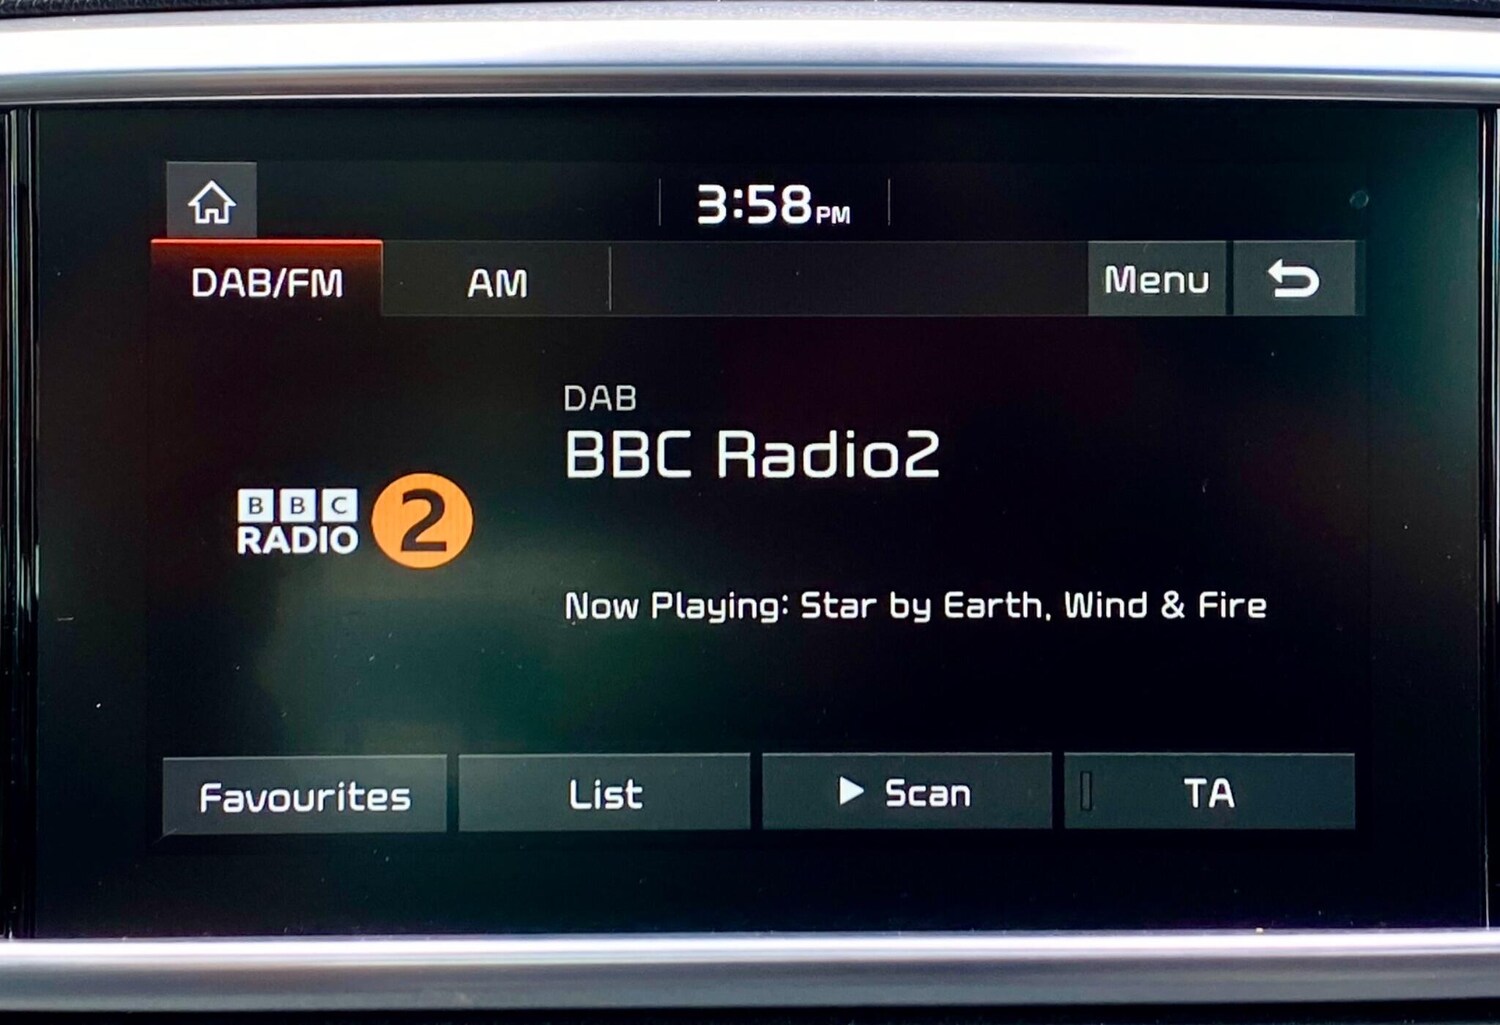 3:58PM
DAB/FM AM Menu
DAB
BBC Radio2
BBC
RADIO 2
Now Playing: Star by Earth, Wind & Fire
Favourites List Scan TA